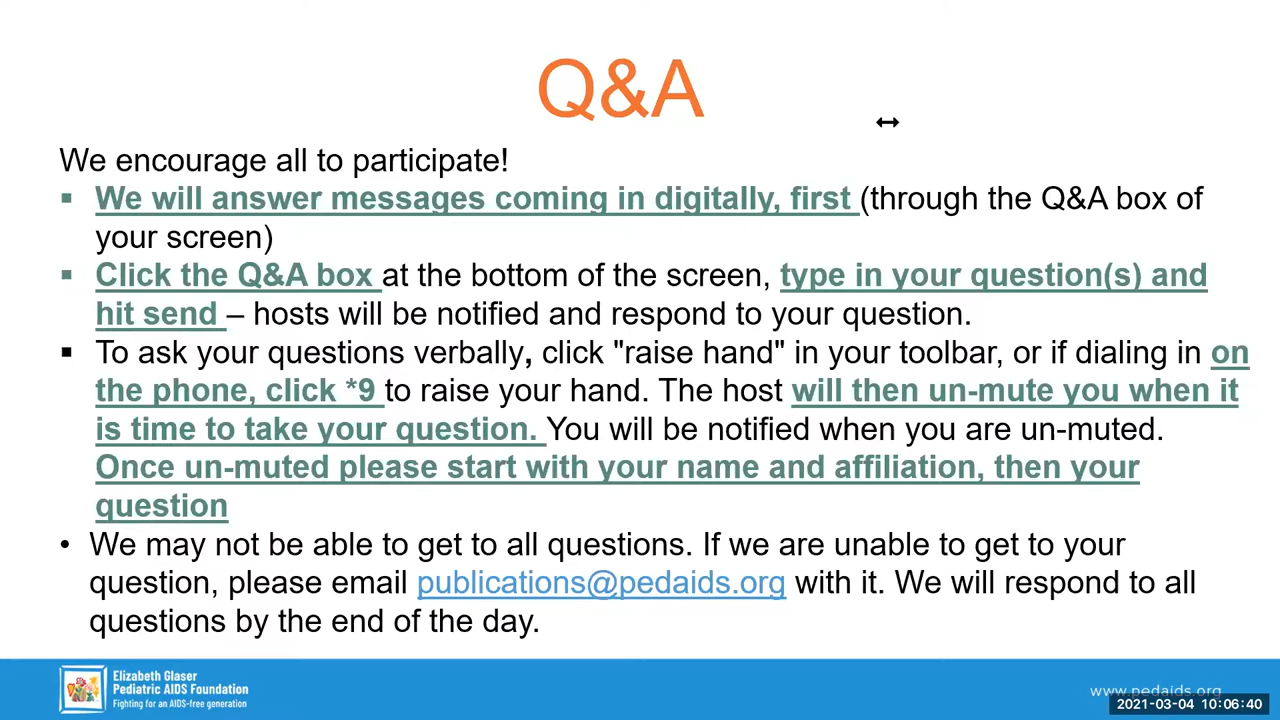 Q&A
We encourage all to participate!
▪ We will answer messages coming in digitally, first (through the Q&A box of
your screen)
▪ Click the Q&A box at the bottom of the screen, type in your question(s) and
hit send – hosts will be notified and respond to your question.
▪ To ask your questions verbally, click "raise hand" in your toolbar, or if dialing in on
the phone, click *9 to raise your hand. The host will then un-mute you when it
is time to take your question. You will be notified when you are un-muted.
Once un-muted please start with your name and affiliation, then your
question
• We may not be able to get to all questions. If we are unable to get to your
question, please email publications@pedaids.org with it. We will respond to all
questions by the end of the day.
Elizabeth Glaser
Pediatric AIDS Foundation
Fighting for an AIDS-free generation
www.pedaids.org
2021-03-04 10:06:40